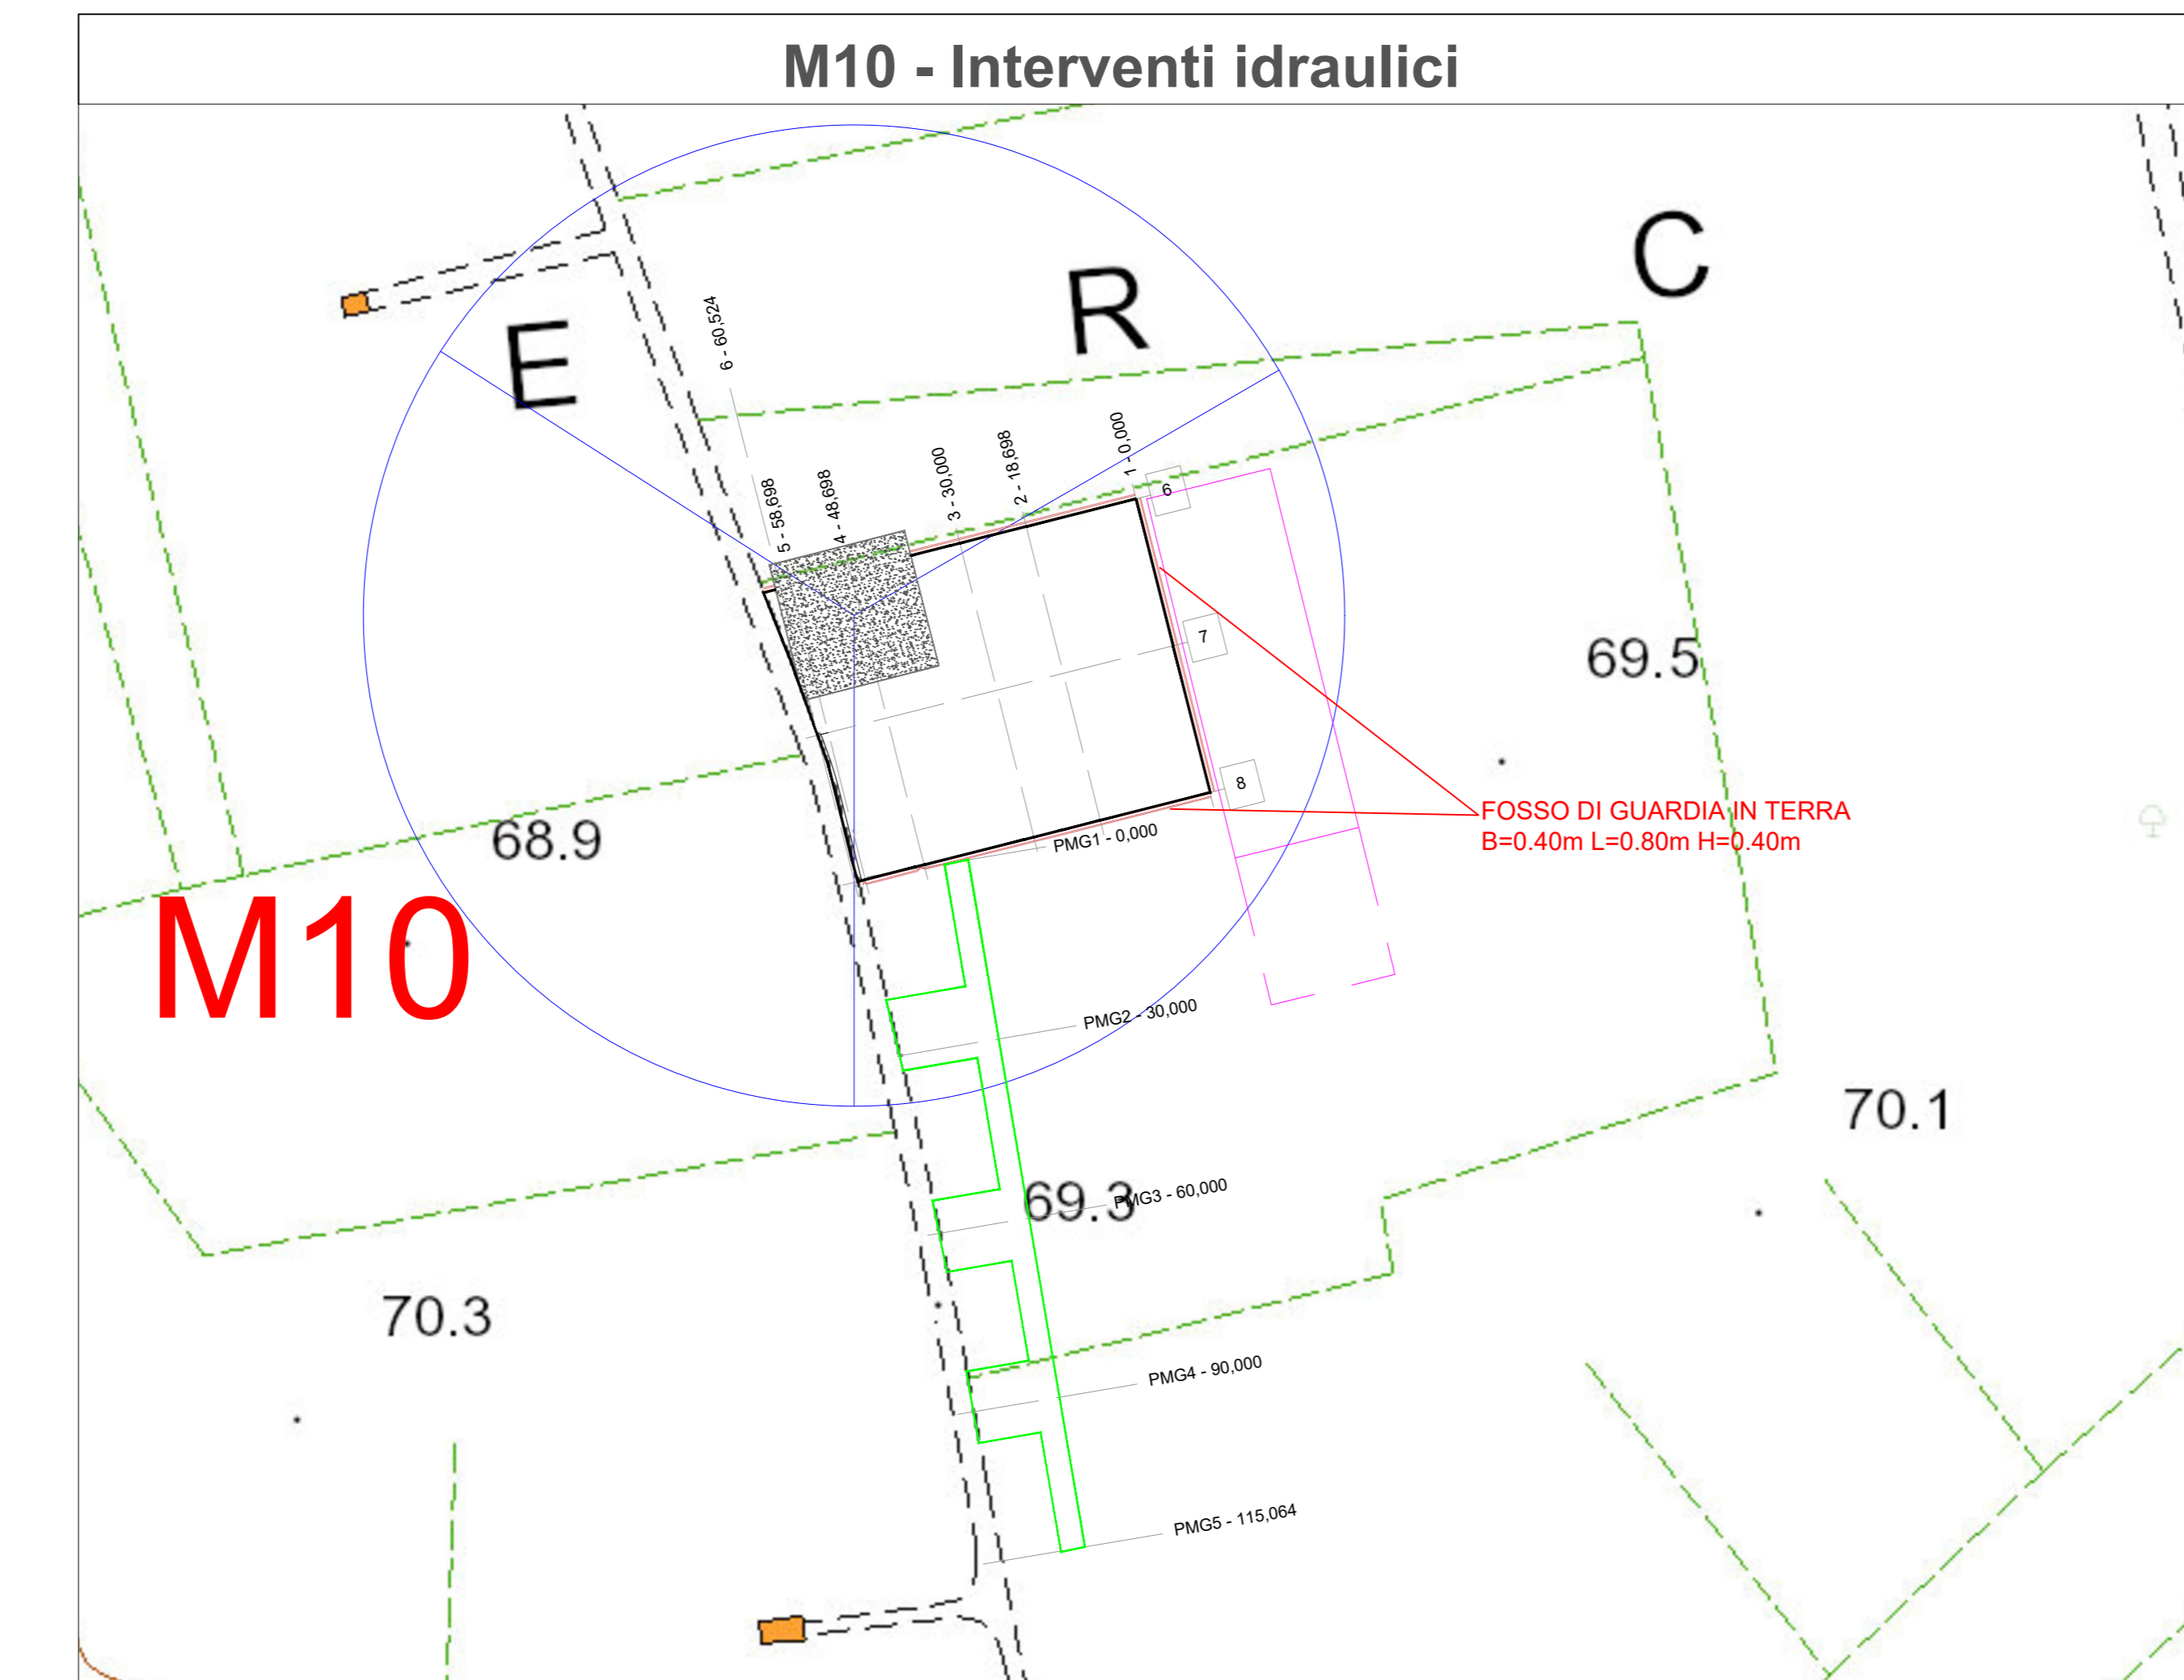 M10 - Interventi idraulici
C
R
E
6 - 60,524
5 - 58,698
4 - 48,698
3 - 30,000
2 - 18,698
1 - 0,000
6
7
8
69.5
FOSSO DI GUARDIA IN TERRA
B=0.40m L=0.80m H=0.40m
68.9
M10
PMG1 - 0,000
PMG2 - 30,000
70.1
69.3
PMG3 - 60,000
70.3
PMG4 - 90,000
PMG5 - 115,064